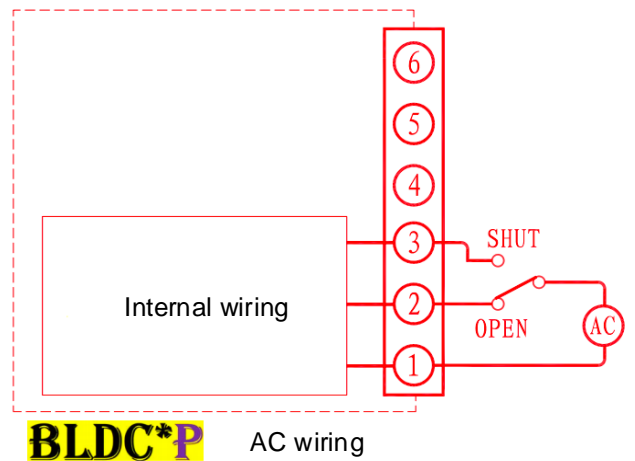 6
5
4
3
SHUT
Internal wiring
2
OPEN
AC
1
BLDC*P
AC wiring